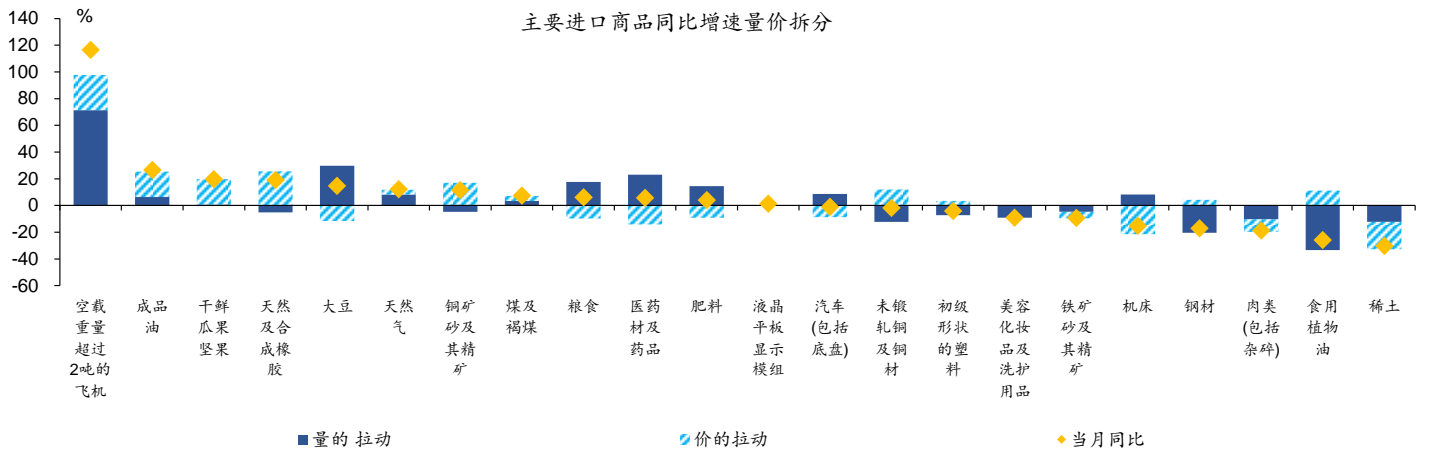 主要进口商品同比增速量价拆分
%
140
120
100
80
60
40
20
0
-20
-40
-60
空载
重量
超过
2吨的
飞机
成品
油
干鲜
瓜果
坚果
天然
及合
成橡
胶
大豆
天然
气
铜矿
砂及
其精
矿
煤及
褐煤
粮食
医药
材及
药品
肥料
液晶
平板
显示
模组
汽车
(包括
底盘)
未锻
轧铜
及铜
材
初级
形状
的塑
料
美容
化妆
品及
洗护
用品
铁矿
砂及
其精
矿
机床
钢材
肉类
(包括
杂碎)
食用
植物
油
稀土
量的 拉动
价的拉动
当月同比